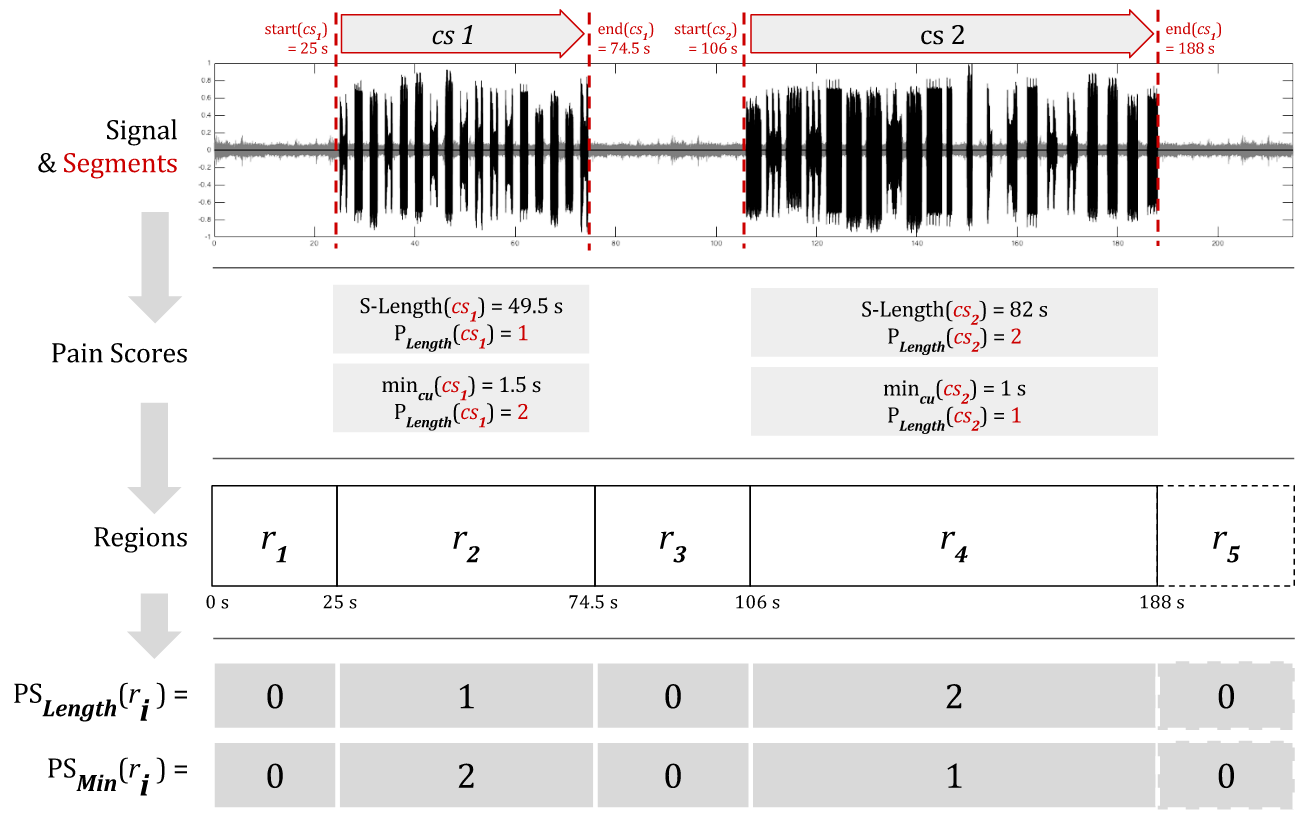 start(cs1)
= 25 s
cs 1
end(cs1)
= 74.5 s
start(cs2)
= 106 s
cs 2
end(cs1)
= 188 s
Signal
& Segments
1
0.8
0.6
0.4
0.2
0
-0.2
-0.4
-0.6
-0.8
-1
0 20 40 60 80 100 120 140 160 180 200
Pain Scores
S-Length(cs1) = 49.5 s
PLength(cs1) = 1
mincu(cs1) = 1.5 s
PLength(cs1) = 2
S-Length(cs2) = 82 s
PLength(cs2) = 2
mincu(cs2) = 1 s
PLength(cs2) = 1
Regions
r1 r2 r3 r4 r5
0 s 25 s 74.5 s 106 s 188 s
PSLength(ri) = 0 1 0 2 0
PSMin(ri) = 0 2 0 1 0